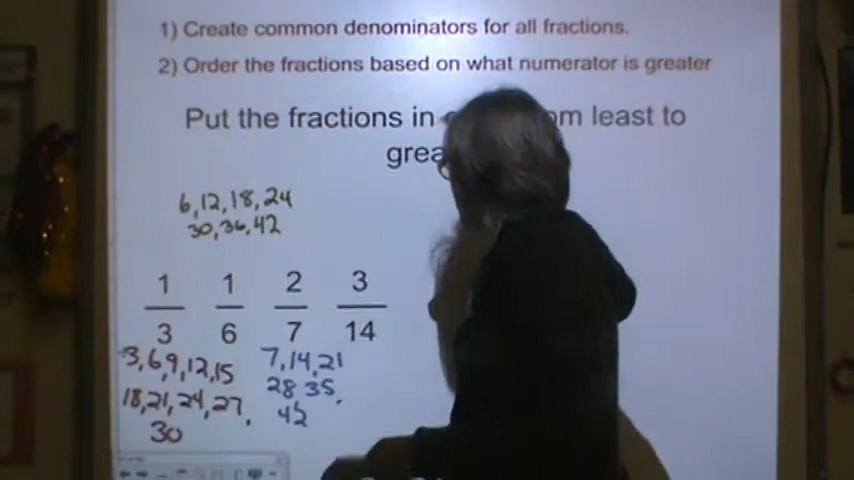 1) Create common denominators for all fractions.
2) Order the fractions based on what numerator is greater
Put the fractions in om least to
grea
6,12,18,24
30,36,42
1 1 2 3
3 6 7 14
3,6,9,12,15
18,21,24,27,
30
7,14,21
28,35,
42